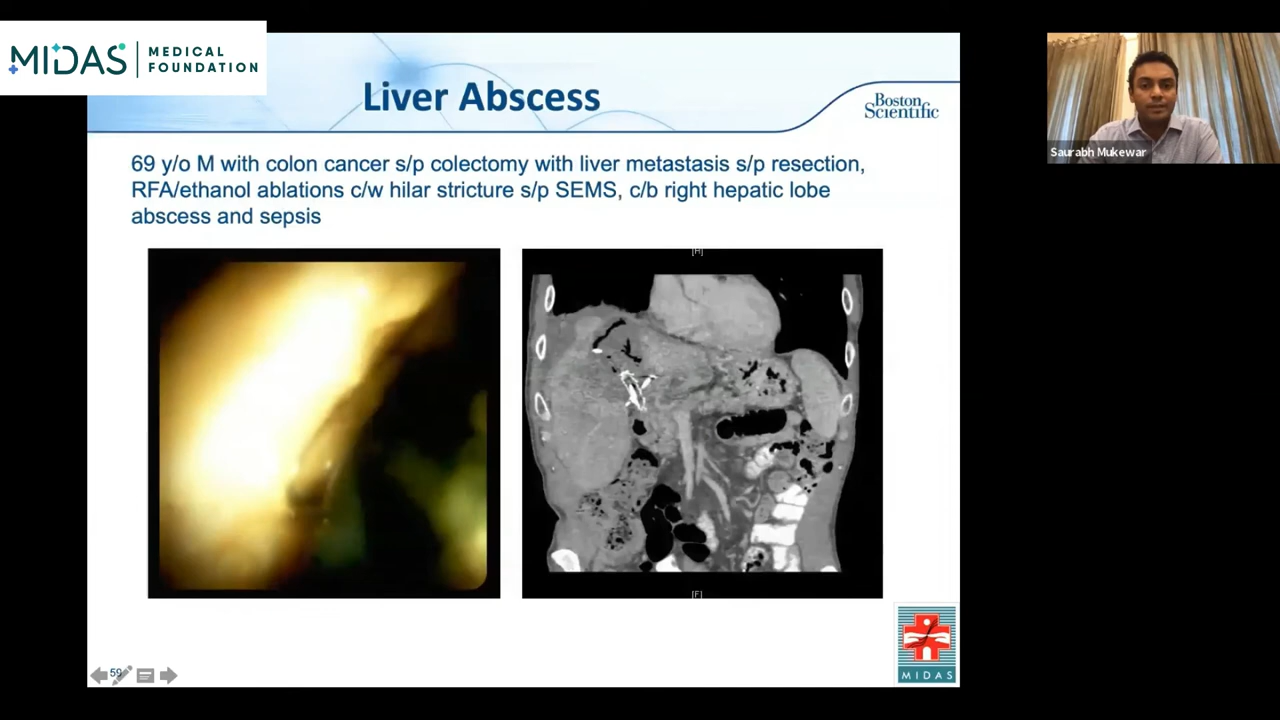 MIDAS
MEDICAL
FOUNDATION
Liver Abscess
Boston
Scientific
Saurabh Mukewar
69 y/o M with colon cancer s/p colectomy with liver metastasis s/p resection,
RFA/ethanol ablations c/w hilar stricture s/p SEMS, c/b right hepatic lobe
abscess and sepsis
[H]
[F]
59
MIDAS